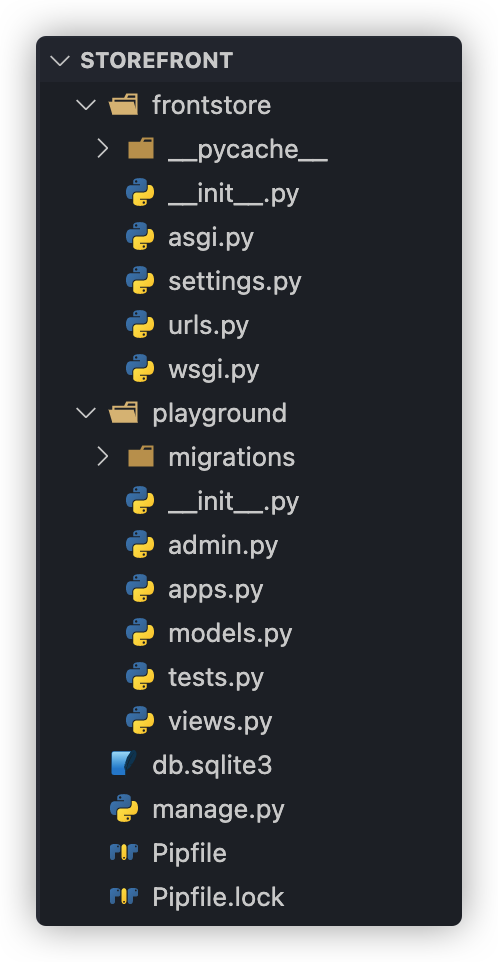 STOREFRONT
frontstore
__pycache__
__init__.py
asgi.py
settings.py
urls.py
wsgi.py
playground
migrations
__init__.py
admin.py
apps.py
models.py
tests.py
views.py
db.sqlite3
manage.py
Pipfile
Pipfile.lock